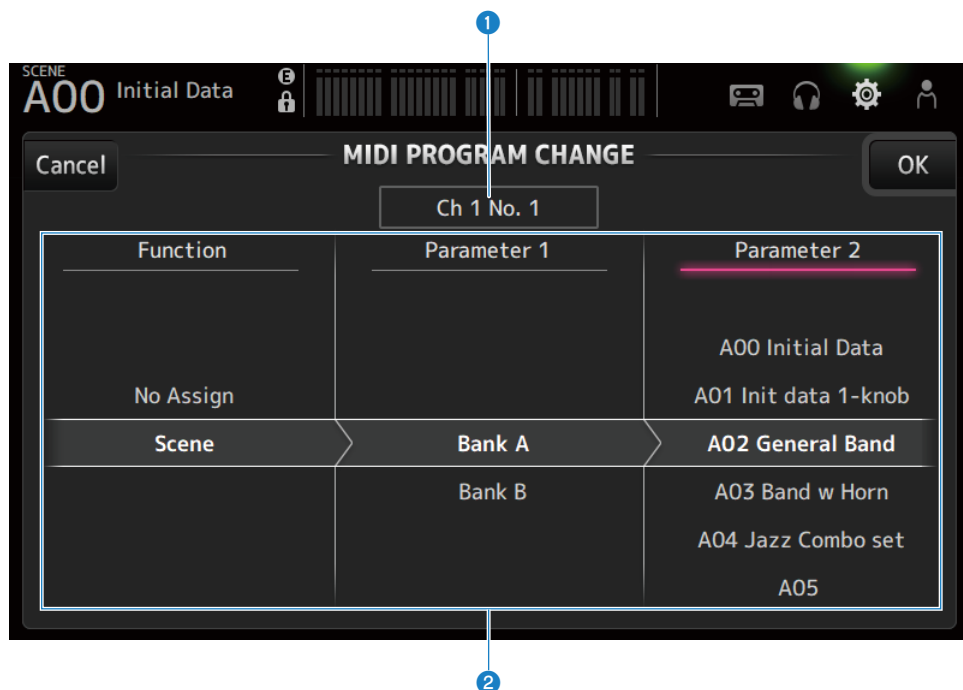 1
SCENE
A00 Initial Data
E
Cancel
MIDI PROGRAM CHANGE
OK
Ch 1 No. 1
Function Parameter 1 Parameter 2
A00 Initial Data
No Assign A01 Init data 1-knob
Scene Bank A A02 General Band
Bank B A03 Band w Horn
A04 Jazz Combo set
A05
2